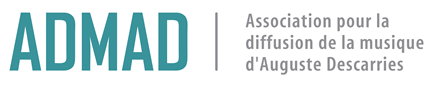 ADMAD
Association pour la
diffusion de la musique
d'Auguste Descarries